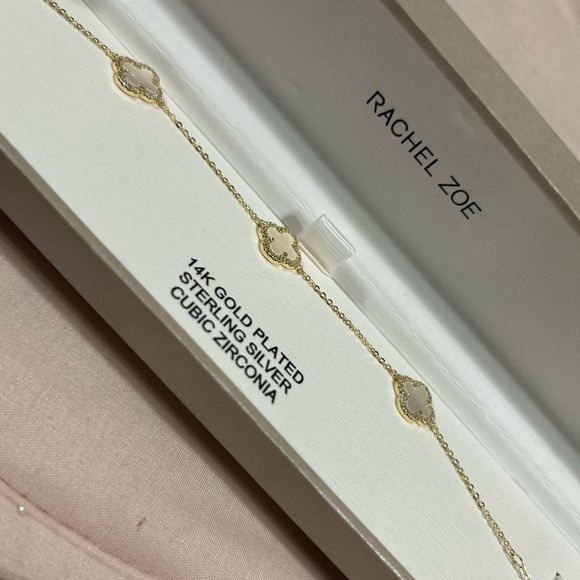 RACHEL ZOE
14K GOLD PLATED
STERLING SILVER
CUBIC ZIRCONIA